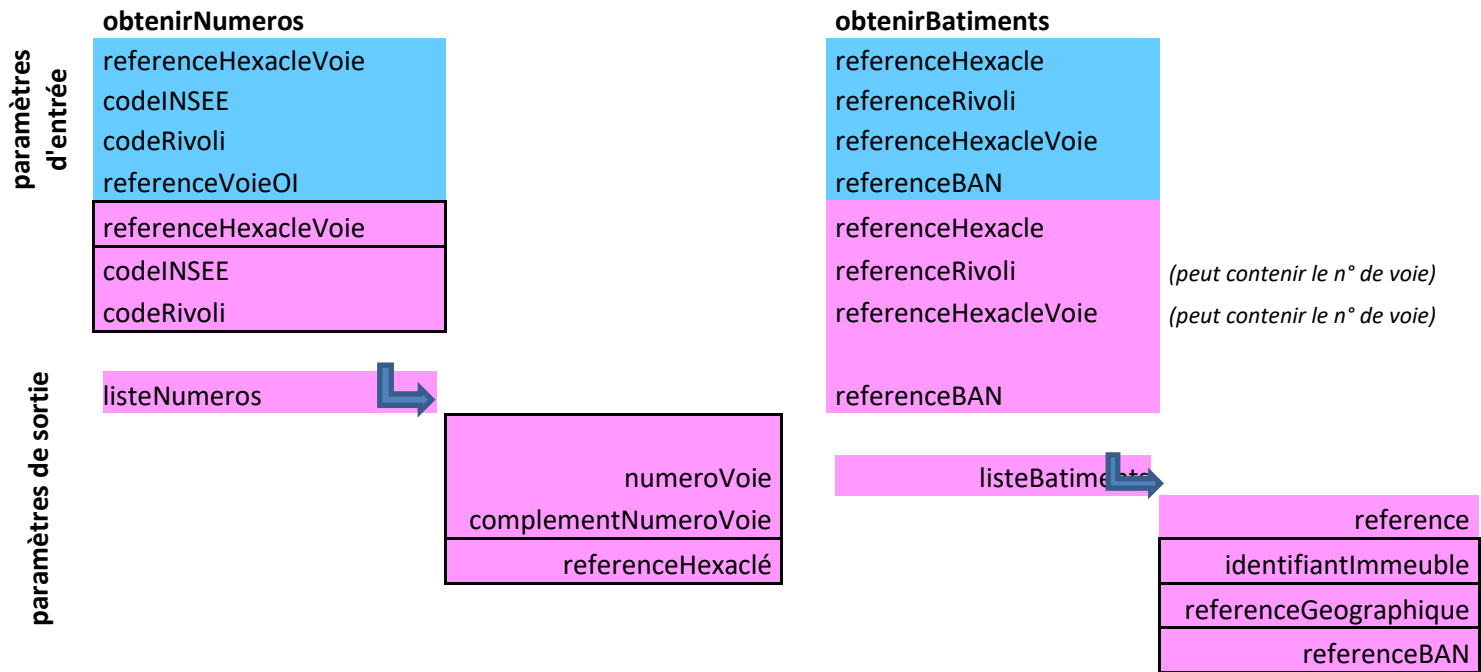 obtenirNumeros
paramètres
d'entrée
referenceHexacleVoie
codeINSEE
codeRivoli
referenceVoieOI
referenceHexacleVoie
codeINSEE
codeRivoli
paramètres de sortie
listeNumeros
numeroVoie
complementNumeroVoie
referenceHexaclé
obtenirBatiments
referenceHexacle
referenceRivoli
referenceHexacleVoie
referenceBAN
referenceHexacle
referenceRivoli (peut contenir le n° de voie)
referenceHexacleVoie (peut contenir le n° de voie)
referenceBAN
listeBatiments
reference
identifiantImmeuble
referenceGeographique
referenceBAN